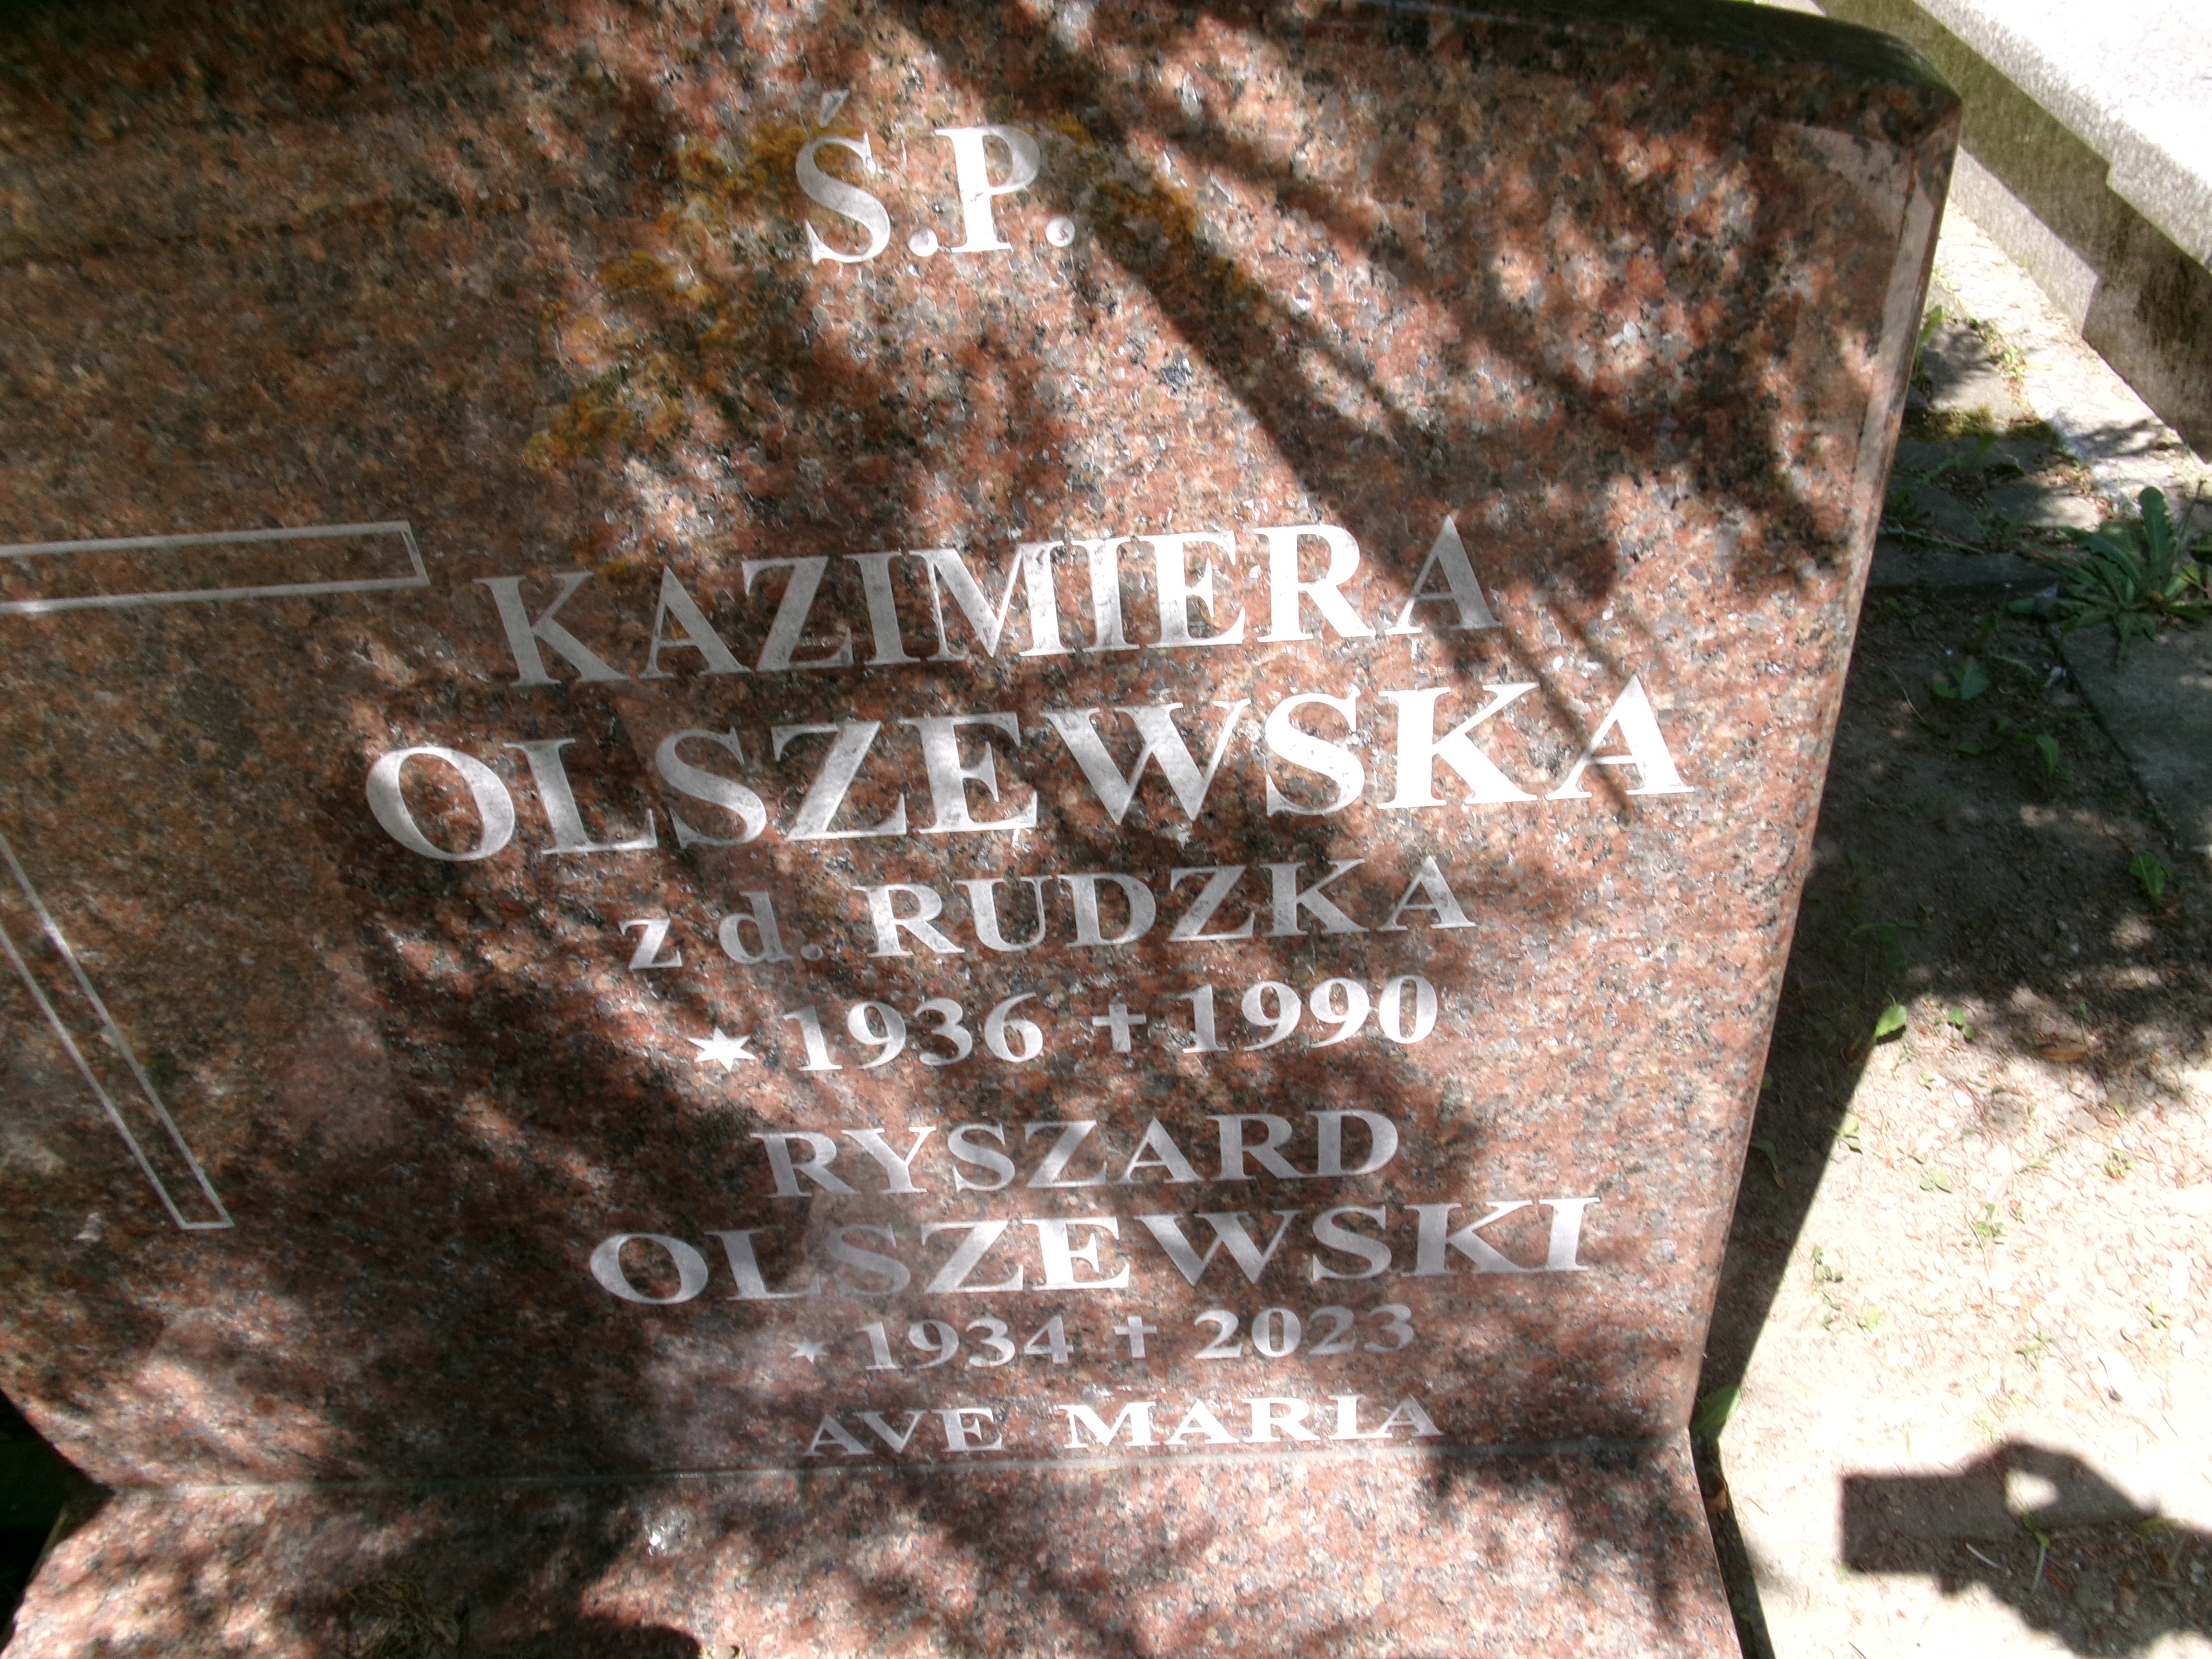 Ś.P.
KAZIMIERA
OLSZEWSKA
z d. RUDZKA
* 1936 + 1990
RYSZARD
OLSZEWSKI
* 1934 + 2023
AVE MARIA